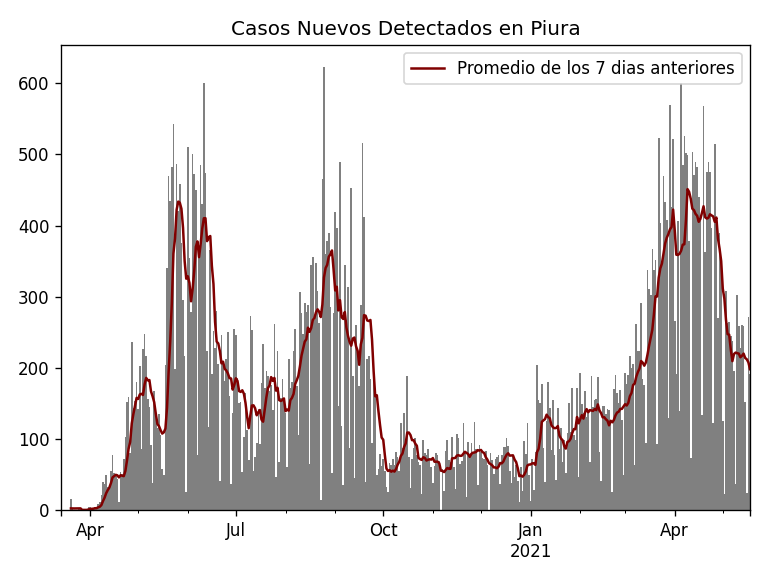 Casos Nuevos Detectados en Piura
Promedio de los 7 dias anteriores
600
500
400
300
200
100
0
Apr Jul Oct Jan Apr
2021